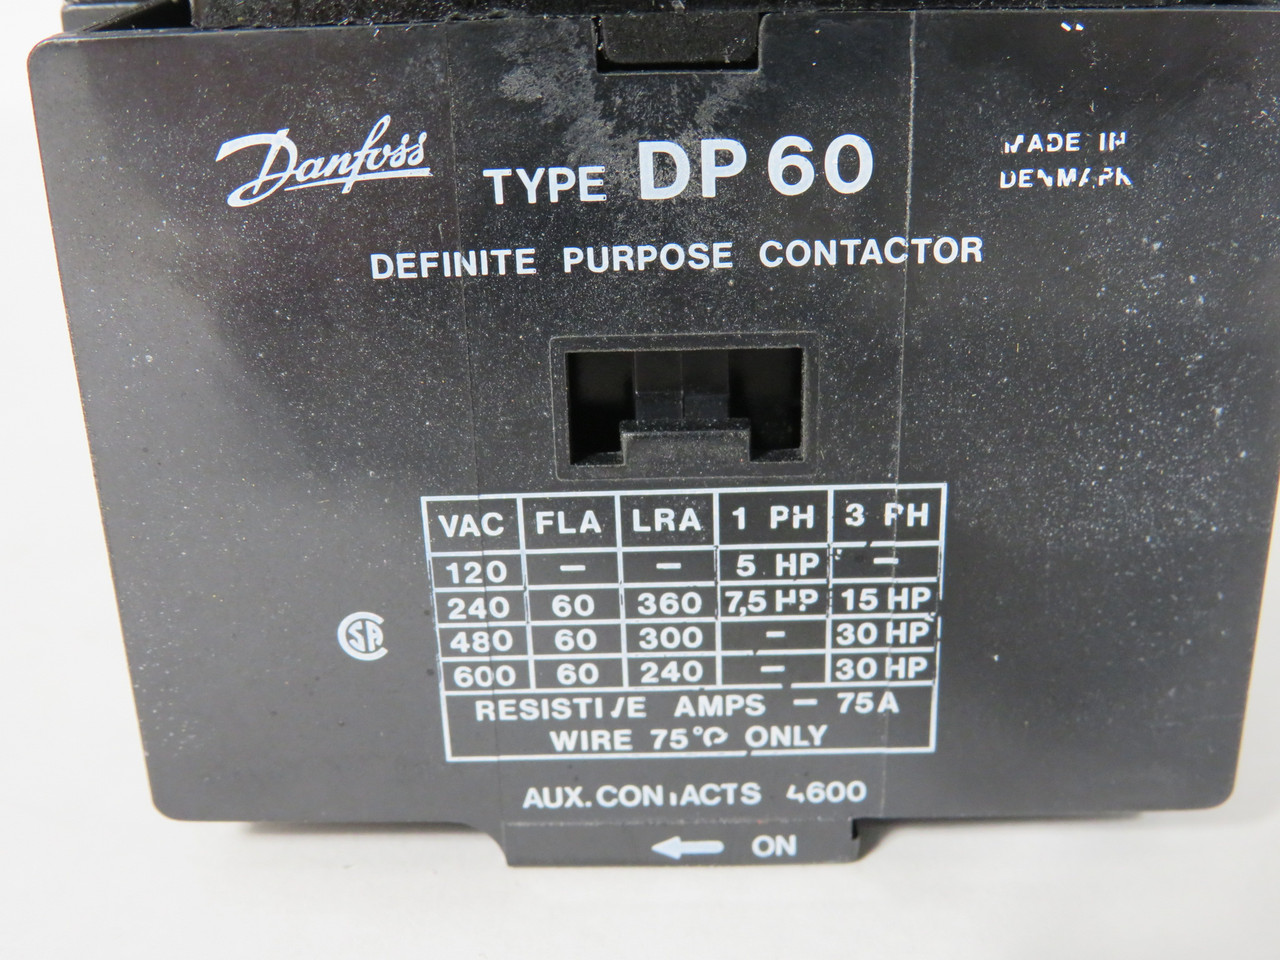 Danfoss TYPE DP 60 MADE IN
DENMARK
DEFINITE PURPOSE CONTACTOR
VAC FLA LRA 1 PH 3 PH
120 – – 5 HP –
240 60 360 7,5 HP 15 HP
480 60 300 – 30 HP
600 60 240 – 30 HP
RESISTIVE AMPS – 75A
WIRE 75°C ONLY
SA
AUX. CONTACTS 4600
← ON